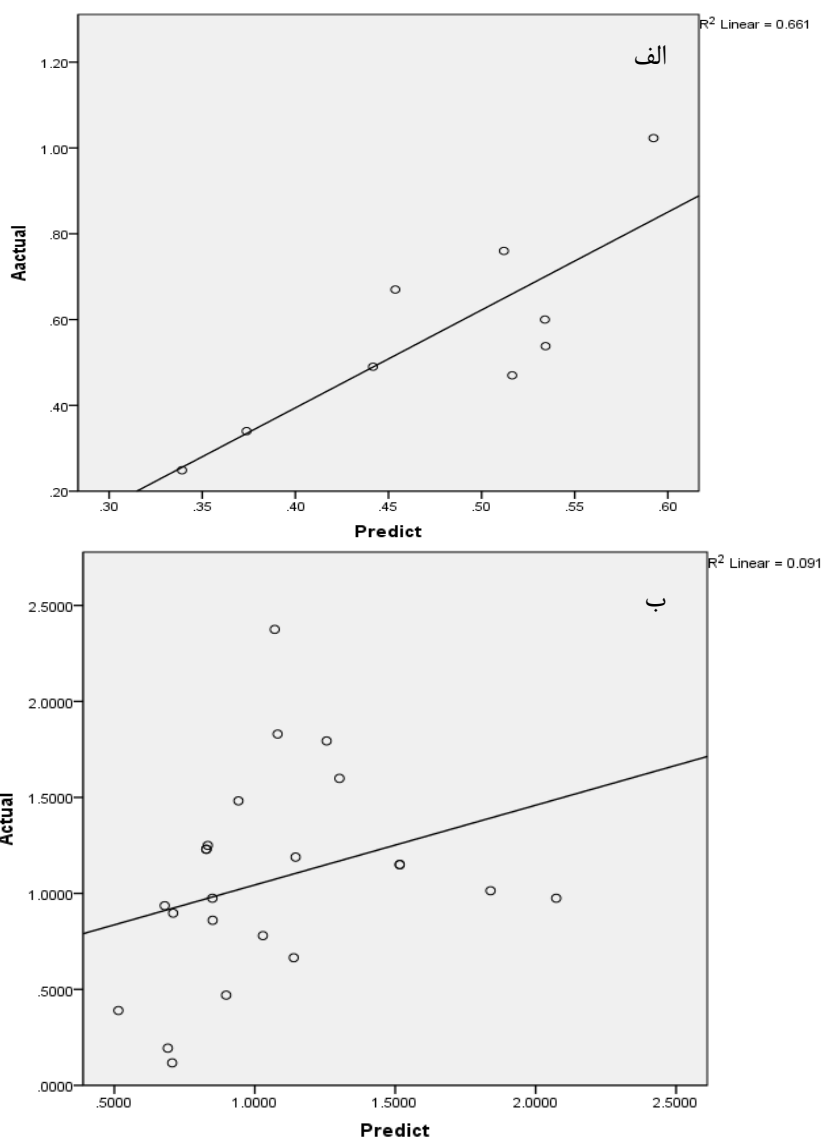 R² Linear = 0.661
الف
1.20
1.00
.80
.60
.40
.20
Aactual
.30 .35 .40 .45 .50 .55 .60
Predict
R² Linear = 0.091
ب
2.5000
2.0000
1.5000
1.0000
.5000
.0000
Actual
.5000 1.0000 1.5000 2.0000 2.5000
Predict